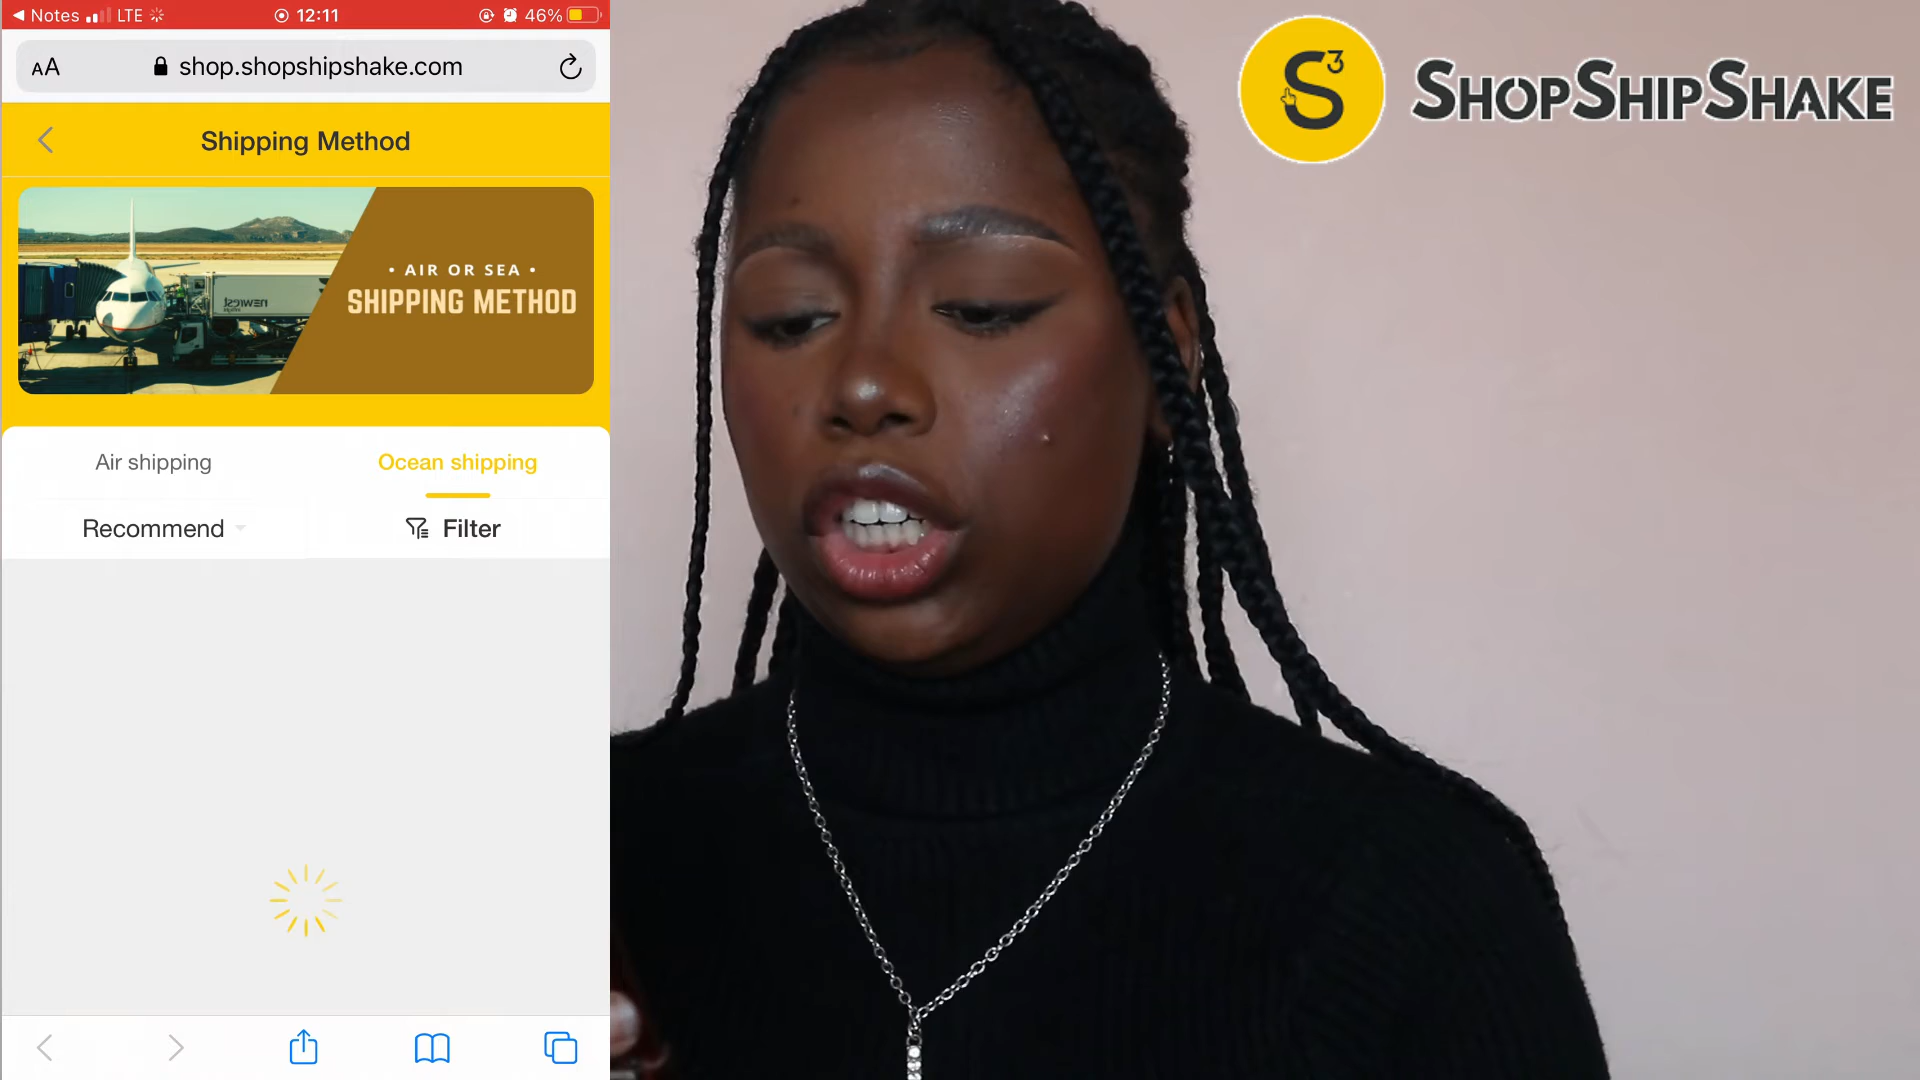 Notes LTE 12:11 46%
AA shop.shopshipshake.com
Shipping Method
newrest
• AIR OR SEA •
SHIPPING METHOD
Air shipping Ocean shipping
Recommend Filter
S3 SHOPSHIPSHAKE